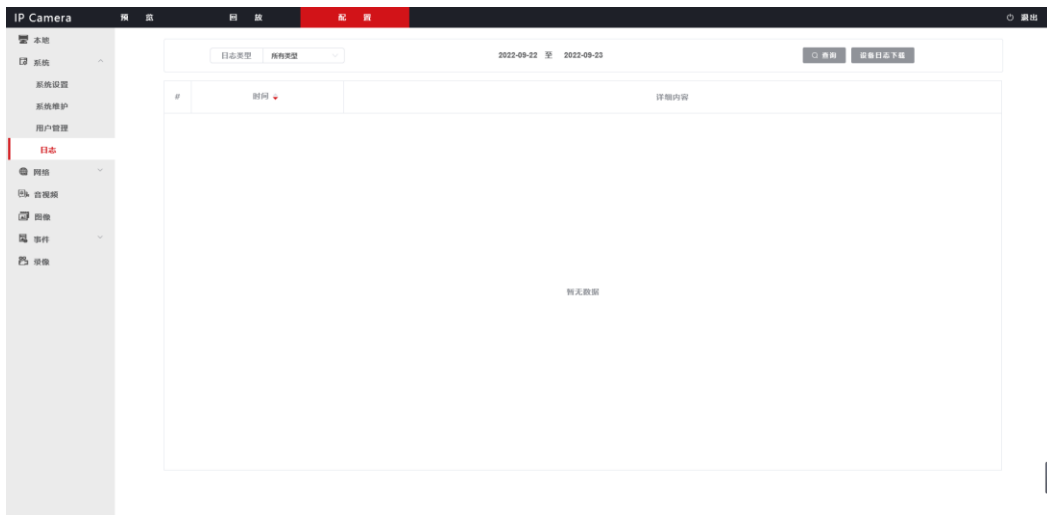 IP Camera 预 览 回 放 配 置 退出
本地
系统
系统设置
系统维护
用户管理
日志
网络
音视频
图像
事件
录像
日志类型 所有类型 2022-09-22 至 2022-09-23 查询 设备日志下载
# 时间 详细内容
暂无数据